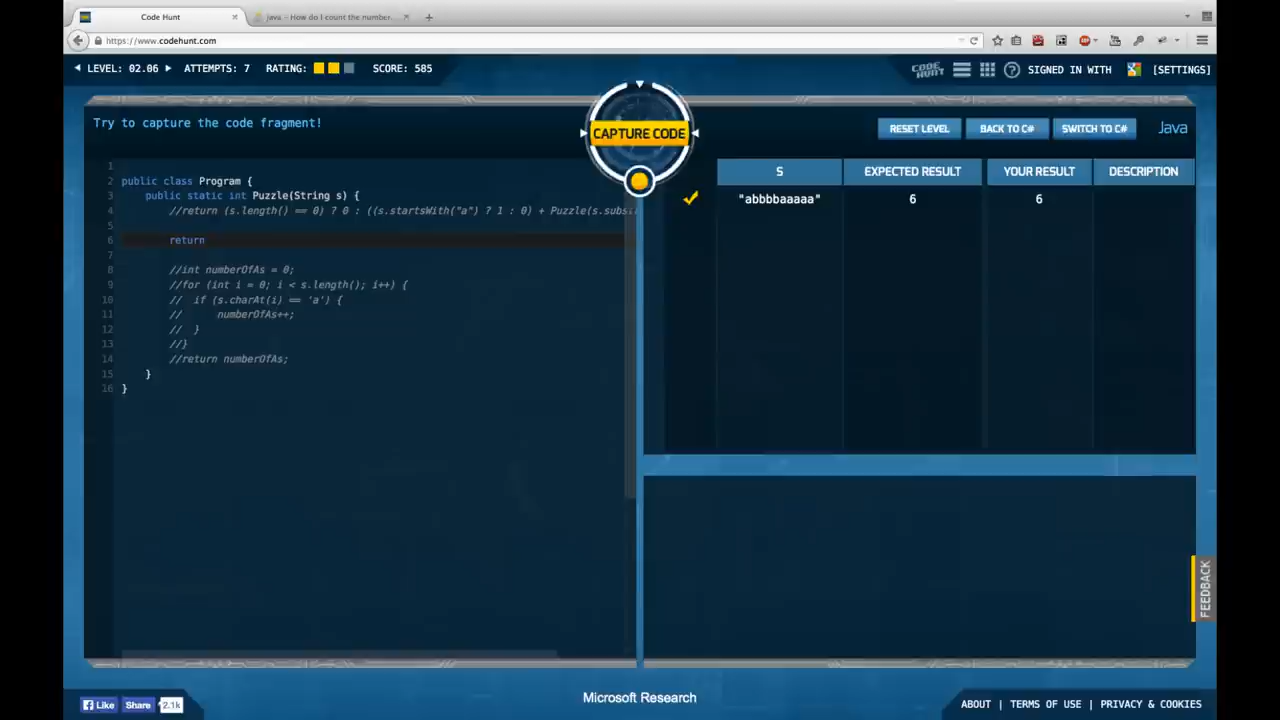 Code Hunt
java - How do I count the number.
https://www.codehunt.com
LEVEL: 02.06 ATTEMPTS: 7 RATING: SCORE: 585
CODE HUNT
SIGNED IN WITH [SETTINGS]
Try to capture the code fragment!
CAPTURE CODE
RESET LEVEL BACK TO C# SWITCH TO C# Java
1
2 public class Program {
3 public static int Puzzle(String s) {
4 //return (s.length() == 0) ? 0 : ((s.startsWith("a") ? 1 : 0) + Puzzle(s.subst
5
6 return
7
8 //int numberOfAs = 0;
9 //for (int i = 0; i < s.length(); i++) {
10 // if (s.charAt(i) == 'a') {
11 // numberOfAs++;
12 // }
13 //}
14 //return numberOfAs;
15 }
16 }
S EXPECTED RESULT YOUR RESULT DESCRIPTION
"abbbbaaaaa" 6 6
FEEDBACK
Like Share 2.1k
Microsoft Research
ABOUT | TERMS OF USE | PRIVACY & COOKIES